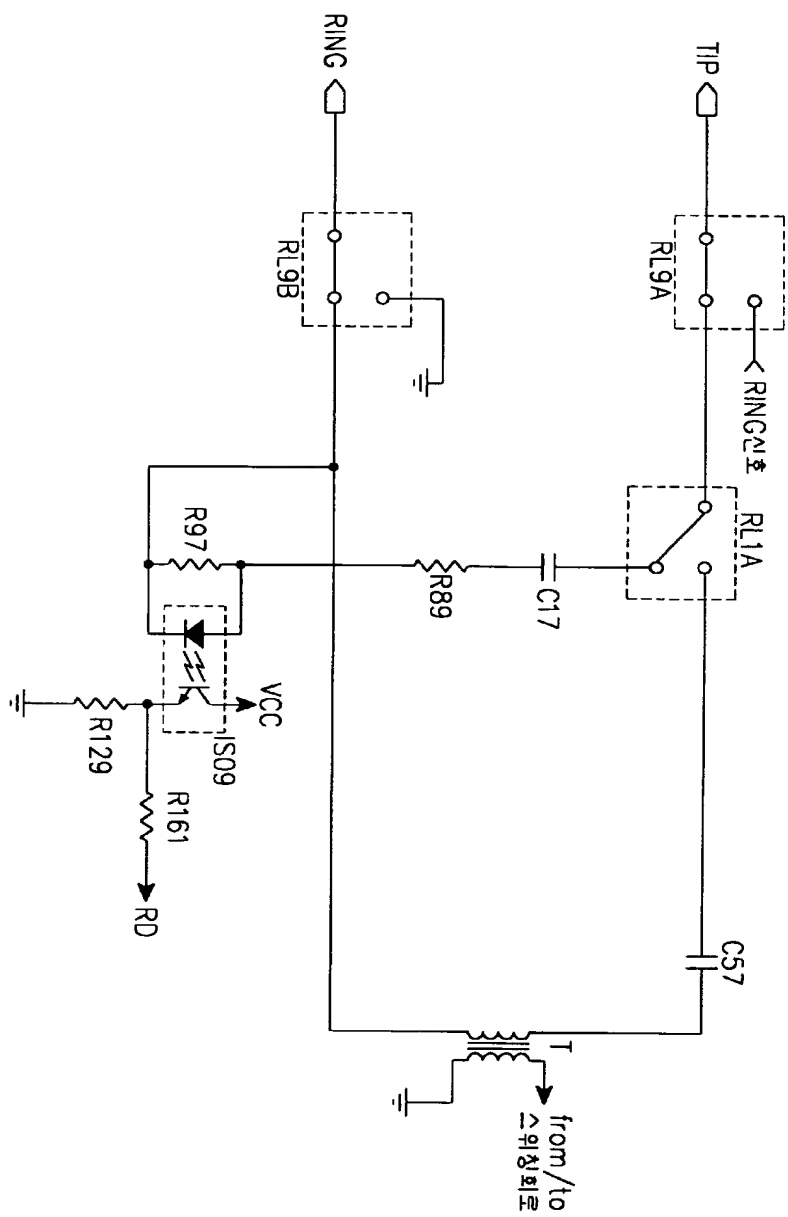 TIP
RING
RL9A
RL9B
RING신호
RL1A
C17
R89
R97
VCC
IS09
R129
R161
RD
C57
T
from/to
스위칭회로